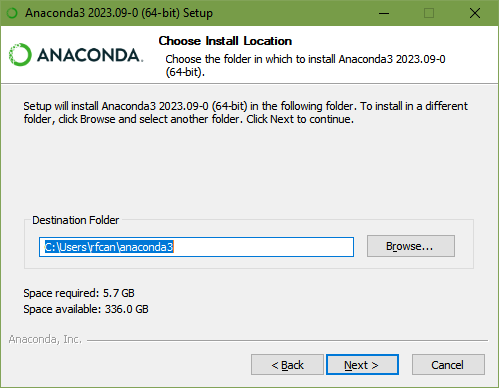 Anaconda3 2023.09-0 (64-bit) Setup
ANACONDA.
Choose Install Location
Choose the folder in which to install Anaconda3 2023.09-0
(64-bit).
Setup will install Anaconda3 2023.09-0 (64-bit) in the following folder. To install in a different
folder, click Browse and select another folder. Click Next to continue.
Destination Folder
C:\Users\rfcan\anaconda3
Browse...
Space required: 5.7 GB
Space available: 336.0 GB
Anaconda, Inc.
< Back
Next >
Cancel